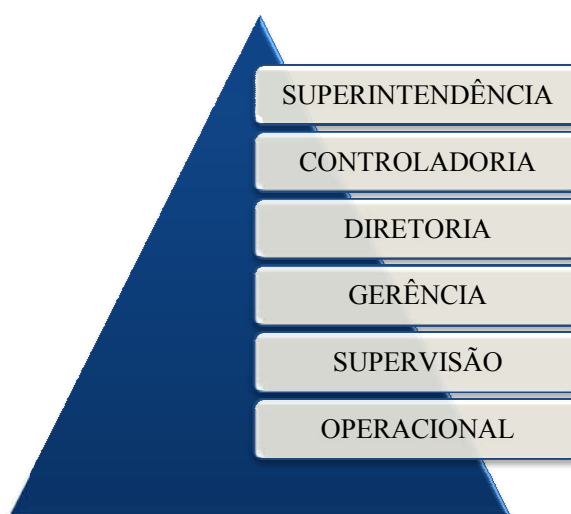 SUPERINTENDÊNCIA
CONTROLADORIA
DIRETORIA
GERÊNCIA
SUPERVISÃO
OPERACIONAL